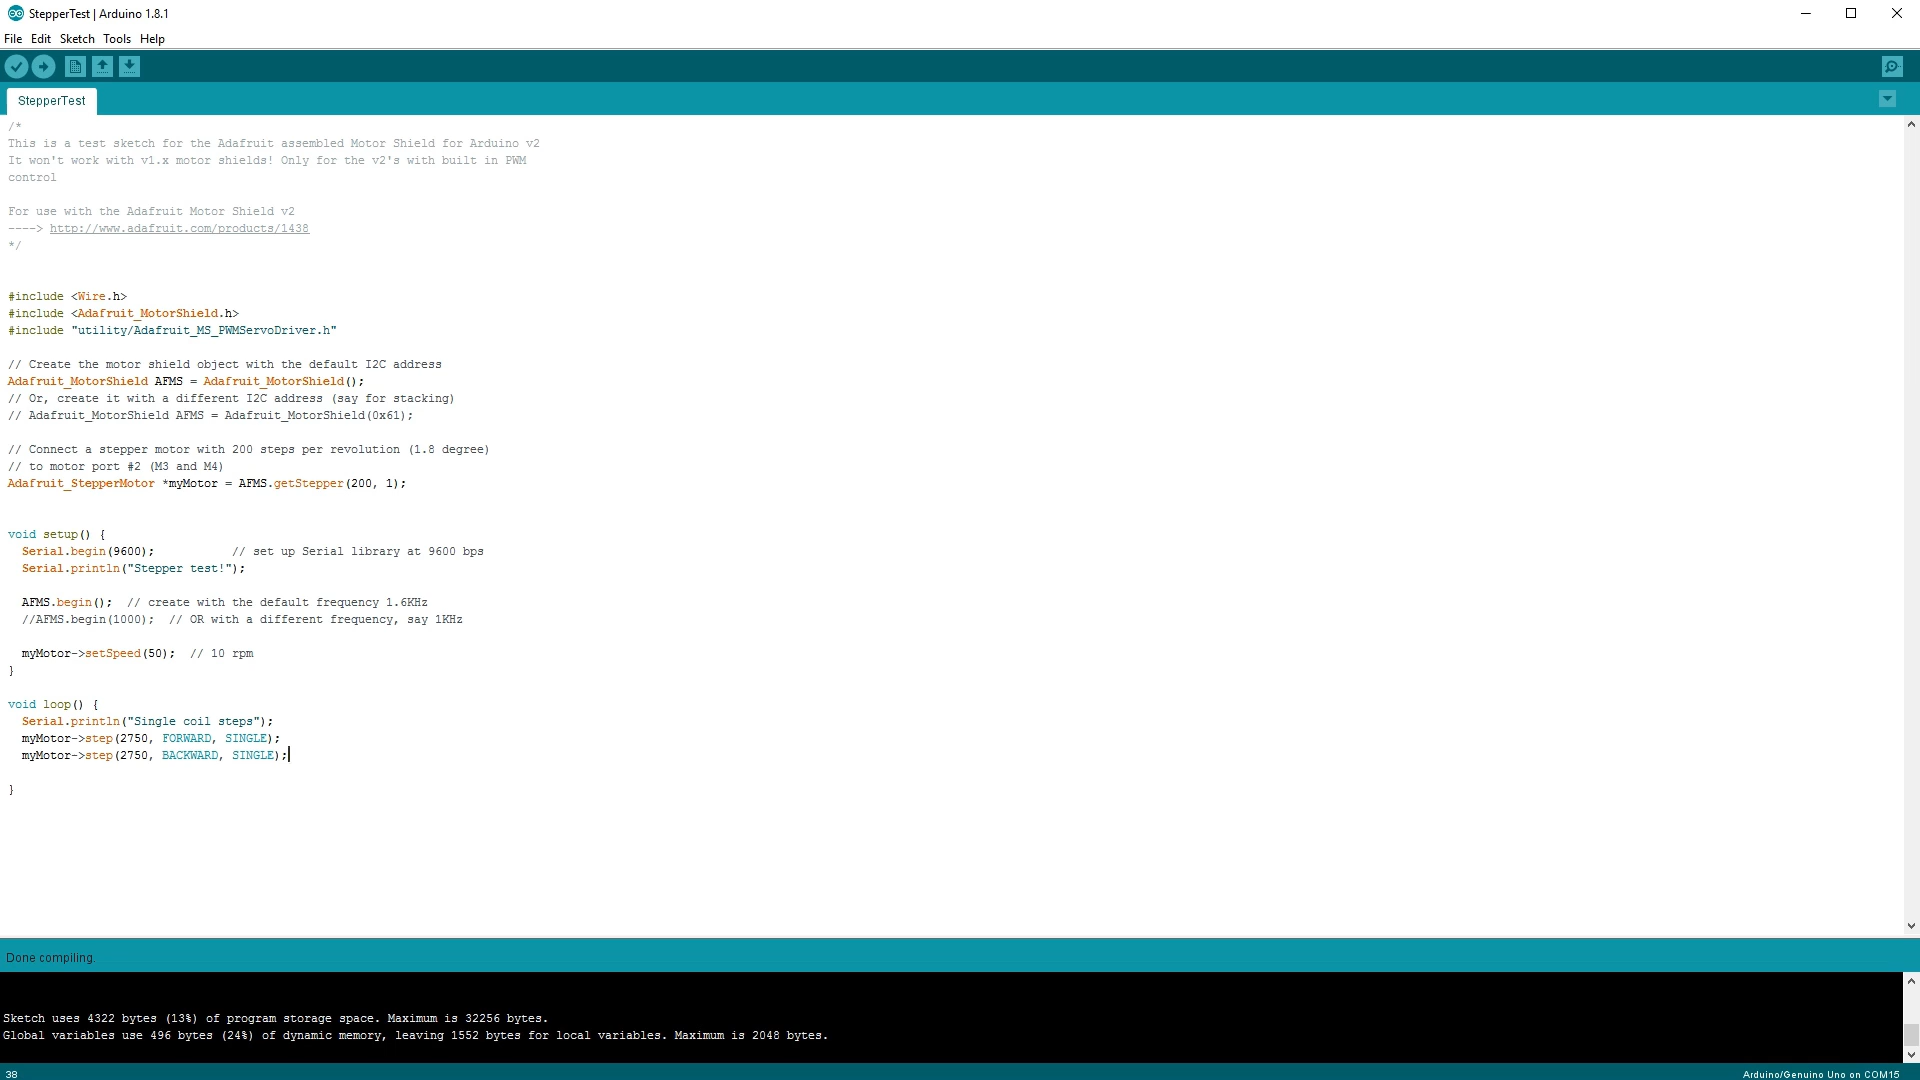 StepperTest | Arduino 1.8.1
File Edit Sketch Tools Help
StepperTest
/*
This is a test sketch for the Adafruit assembled Motor Shield for Arduino v2
It won't work with v1.x motor shields! Only for the v2's with built in PWM
control

For use with the Adafruit Motor Shield v2
----> http://www.adafruit.com/products/1438
*/

#include <Wire.h>
#include <Adafruit_MotorShield.h>
#include "utility/Adafruit_MS_PWMServoDriver.h"

// Create the motor shield object with the default I2C address
Adafruit_MotorShield AFMS = Adafruit_MotorShield();
// Or, create it with a different I2C address (say for stacking)
// Adafruit_MotorShield AFMS = Adafruit_MotorShield(0x61);

// Connect a stepper motor with 200 steps per revolution (1.8 degree)
// to motor port #2 (M3 and M4)
Adafruit_StepperMotor *myMotor = AFMS.getStepper(200, 1);

void setup() {
  Serial.begin(9600);           // set up Serial library at 9600 bps
  Serial.println("Stepper test!");

  AFMS.begin();  // create with the default frequency 1.6KHz
  //AFMS.begin(1000);  // OR with a different frequency, say 1KHz

  myMotor->setSpeed(50);  // 10 rpm
}

void loop() {
  Serial.println("Single coil steps");
  myMotor->step(2750, FORWARD, SINGLE);
  myMotor->step(2750, BACKWARD, SINGLE);

}
Done compiling.
Sketch uses 4322 bytes (13%) of program storage space. Maximum is 32256 bytes.
Global variables use 496 bytes (24%) of dynamic memory, leaving 1552 bytes for local variables. Maximum is 2048 bytes.
38
Arduino/Genuino Uno on COM15